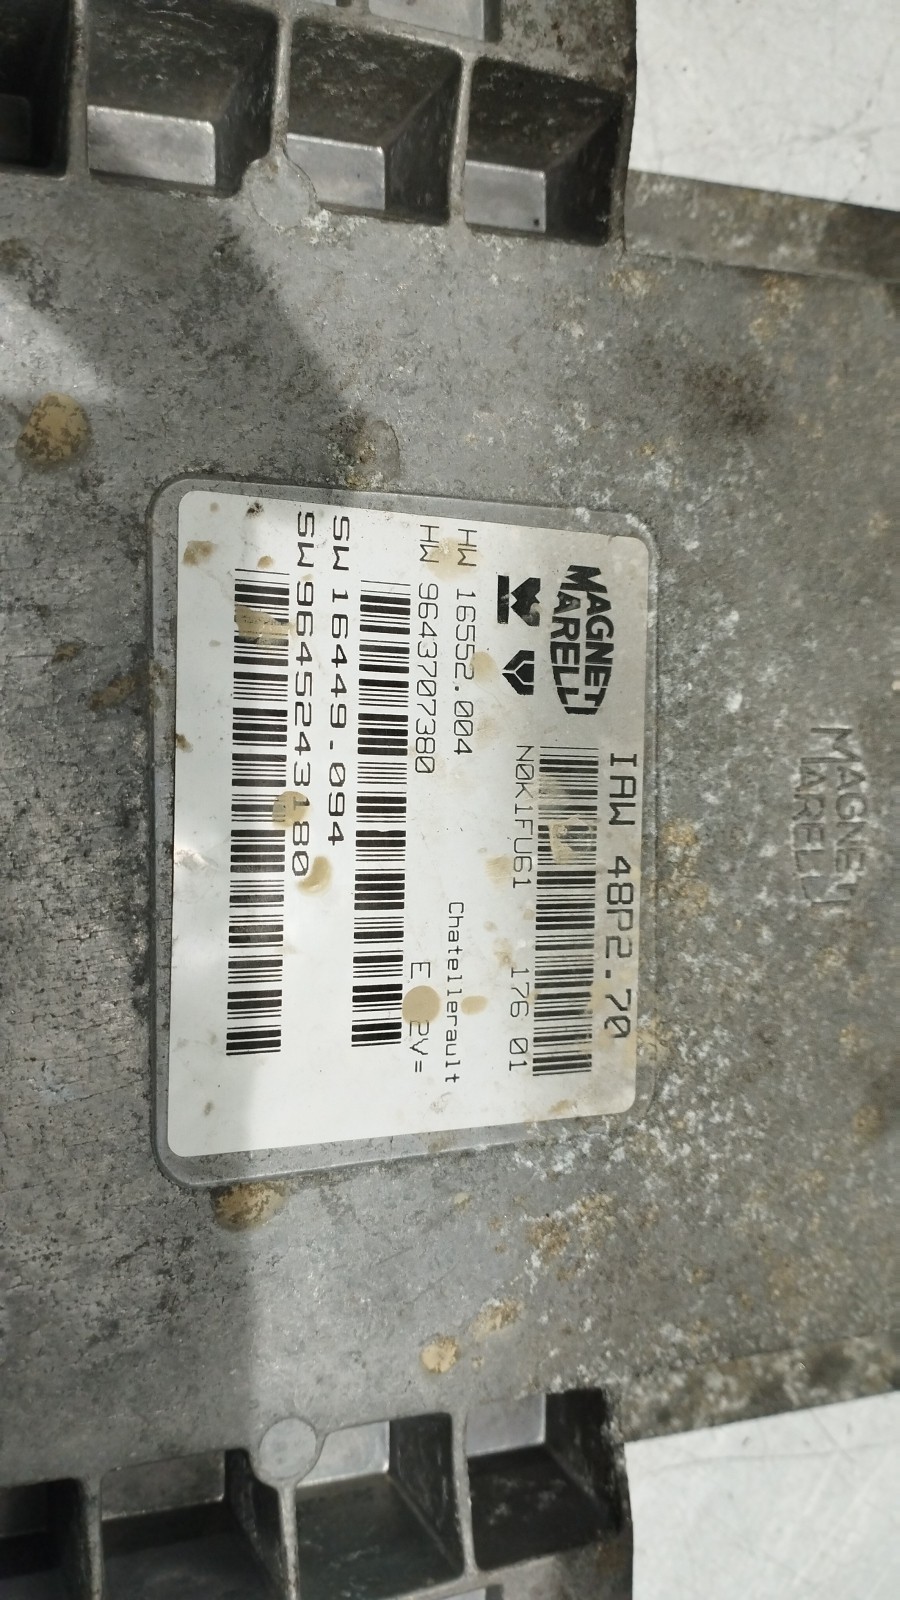 MAGNETI
MARELLI
IAW 48P2.70
N0K1FU61 176 01
HW 16552.004
HW 9643707380
Chatellerault
E 2V=
SW 16449.094
SW 9645243180
MAGNETI
MARELLI